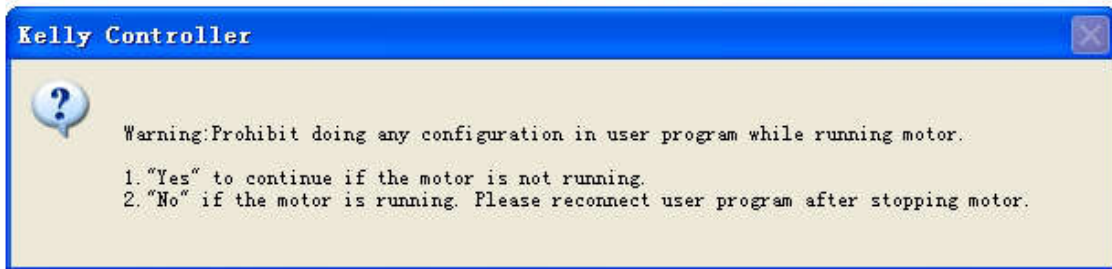 Kelly Controller
?
Warning:Prohibit doing any configuration in user program while running motor.
1."Yes" to continue if the motor is not running.
2."No" if the motor is running. Please reconnect user program after stopping motor.